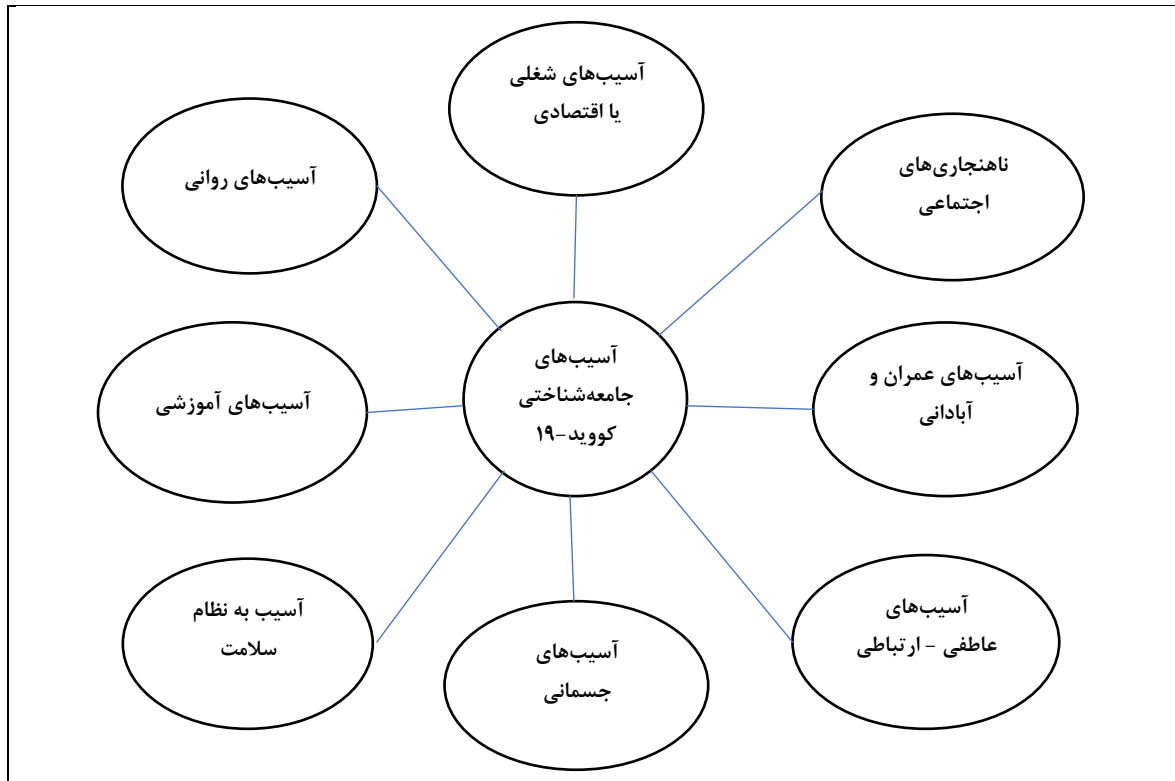 آسیب‌های شغلی
یا اقتصادی
ناهنجاری‌های
اجتماعی
آسیب‌های روانی
آسیب‌های
جامعه‌شناختی
کووید-۱۹
آسیب‌های عمران و
آبادانی
آسیب‌های آموزشی
آسیب‌های
عاطفی - ارتباطی
آسیب‌های
جسمانی
آسیب به نظام
سلامت